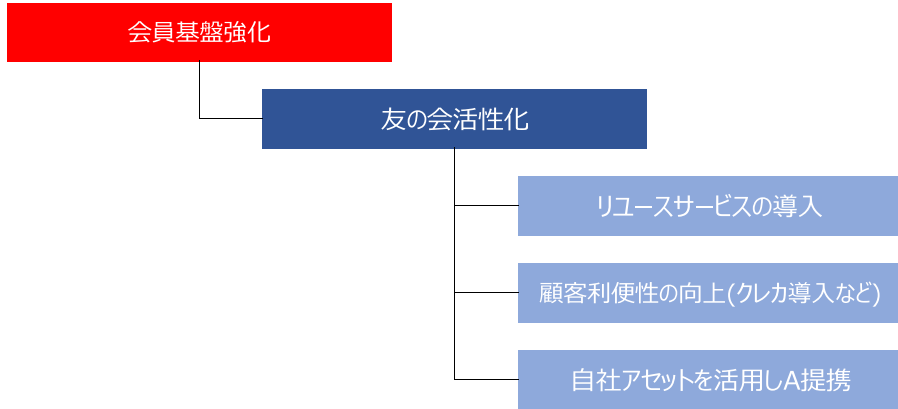 会員基盤強化
友の会活性化
リユースサービスの導入
顧客利便性の向上(クレカ導入など)
自社アセットを活用しA提携